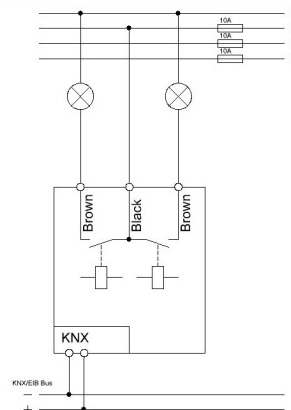 10A
10A
10A
Brown
Black
Brown
KNX
KNX/EIB Bus
—
+